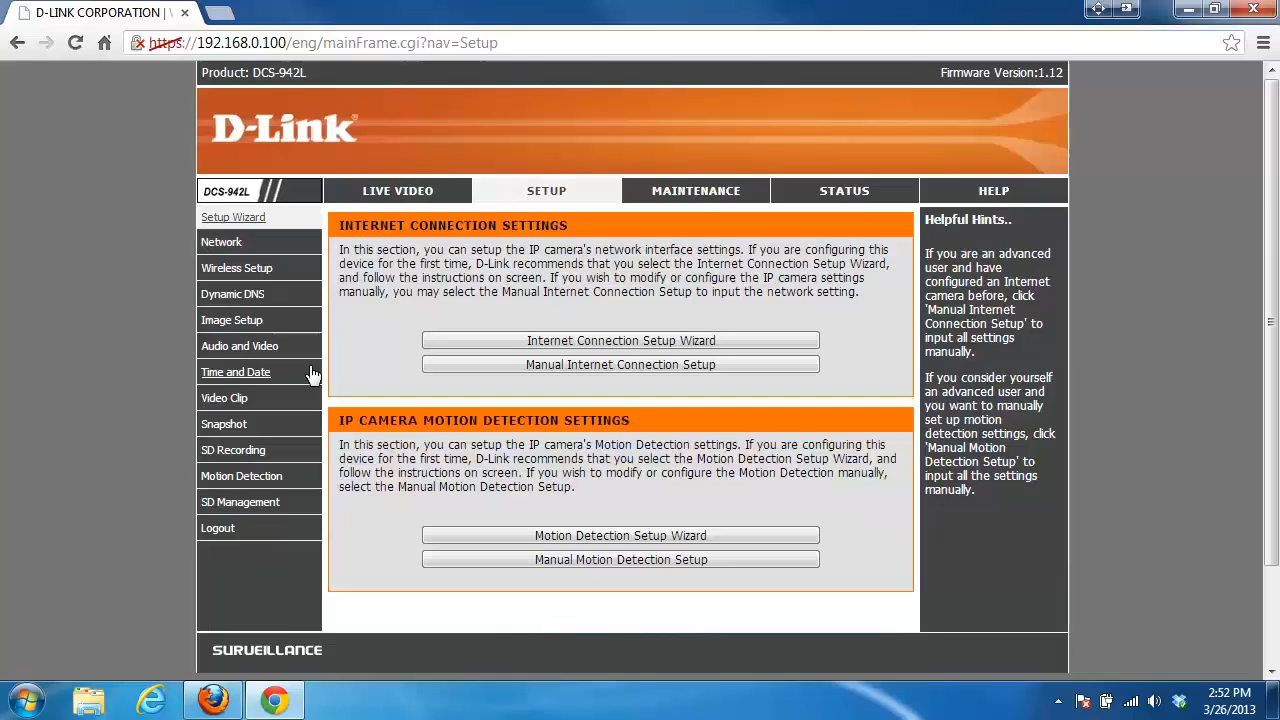 D-LINK CORPORATION | \
https://192.168.0.100/eng/mainFrame.cgi?nav=Setup
Product: DCS-942L
Firmware Version:1.12
D-Link
DCS-942L
LIVE VIDEO
SETUP
MAINTENANCE
STATUS
HELP
Setup Wizard
Network
Wireless Setup
Dynamic DNS
Image Setup
Audio and Video
Time and Date
Video Clip
Snapshot
SD Recording
Motion Detection
SD Management
Logout
INTERNET CONNECTION SETTINGS
In this section, you can setup the IP camera's network interface settings. If you are configuring this
device for the first time, D-Link recommends that you select the Internet Connection Setup Wizard,
and follow the instructions on screen. If you wish to modify or configure the IP camera settings
manually, you may select the Manual Internet Connection Setup to input the network setting.
Internet Connection Setup Wizard
Manual Internet Connection Setup
IP CAMERA MOTION DETECTION SETTINGS
In this section, you can setup the IP camera's Motion Detection settings. If you are configuring this
device for the first time, D-Link recommends that you select the Motion Detection Setup Wizard, and
follow the instructions on screen. If you wish to modify or configure the Motion Detection manually,
select the Manual Motion Detection Setup.
Motion Detection Setup Wizard
Manual Motion Detection Setup
Helpful Hints..
If you are an advanced
user and have
configured an Internet
camera before, click
'Manual Internet
Connection Setup' to
input all settings
manually.
If you consider yourself
an advanced user and
you want to manually
set up motion
detection settings, click
'Manual Motion
Detection Setup' to
input all the settings
manually.
SURVEILLANCE
2:52 PM
3/26/2013